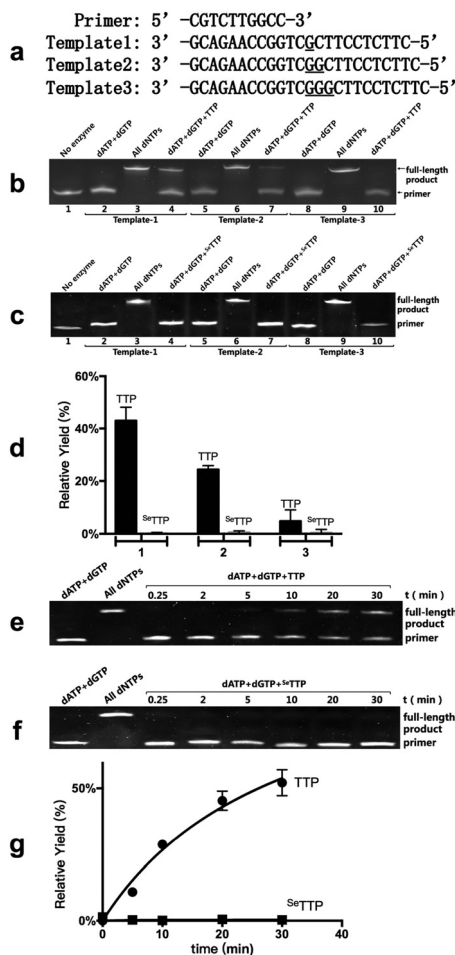 a
Primer: 5' -CGTCTTGGCC-3'
Template1: 3' -GCAGAACCGGTCGCTTCCTCTTC-5'
Template2: 3' -GCAGAACCGGTCGGCTTCCTCTTC-5'
Template3: 3' -GCAGAACCGGTCGGGCTTCCTCTTC-5'
b
No enzyme dATP+dGTP All dNTPs dATP+dGTP+TTP dATP+dGTP All dNTPs dATP+dGTP+TTP dATP+dGTP All dNTPs dATP+dGTP+TTP
full-length
product
primer
1 2 3 4 5 6 7 8 9 10
Template-1 Template-2 Template-3
c
No enzyme dATP+dGTP All dNTPs dATP+dGTP+SeTTP dATP+dGTP All dNTPs dATP+dGTP+SeTTP dATP+dGTP All dNTPs dATP+dGTP+SeTTP
full-length
product
primer
1 2 3 4 5 6 7 8 9 10
Template-1 Template-2 Template-3
d
Relative Yield (%)
60%
40%
20%
0%
TTP SeTTP TTP SeTTP TTP SeTTP
1 2 3
e
dATP+dGTP All dNTPs dATP+dGTP+TTP
0.25 2 5 10 20 30 t ( min )
full-length
product
primer
f
dATP+dGTP All dNTPs dATP+dGTP+SeTTP
0.25 2 5 10 20 30 t ( min )
full-length
product
primer
g
Relative Yield (%)
50%
0%
TTP
SeTTP
0 10 20 30 40
time (min)